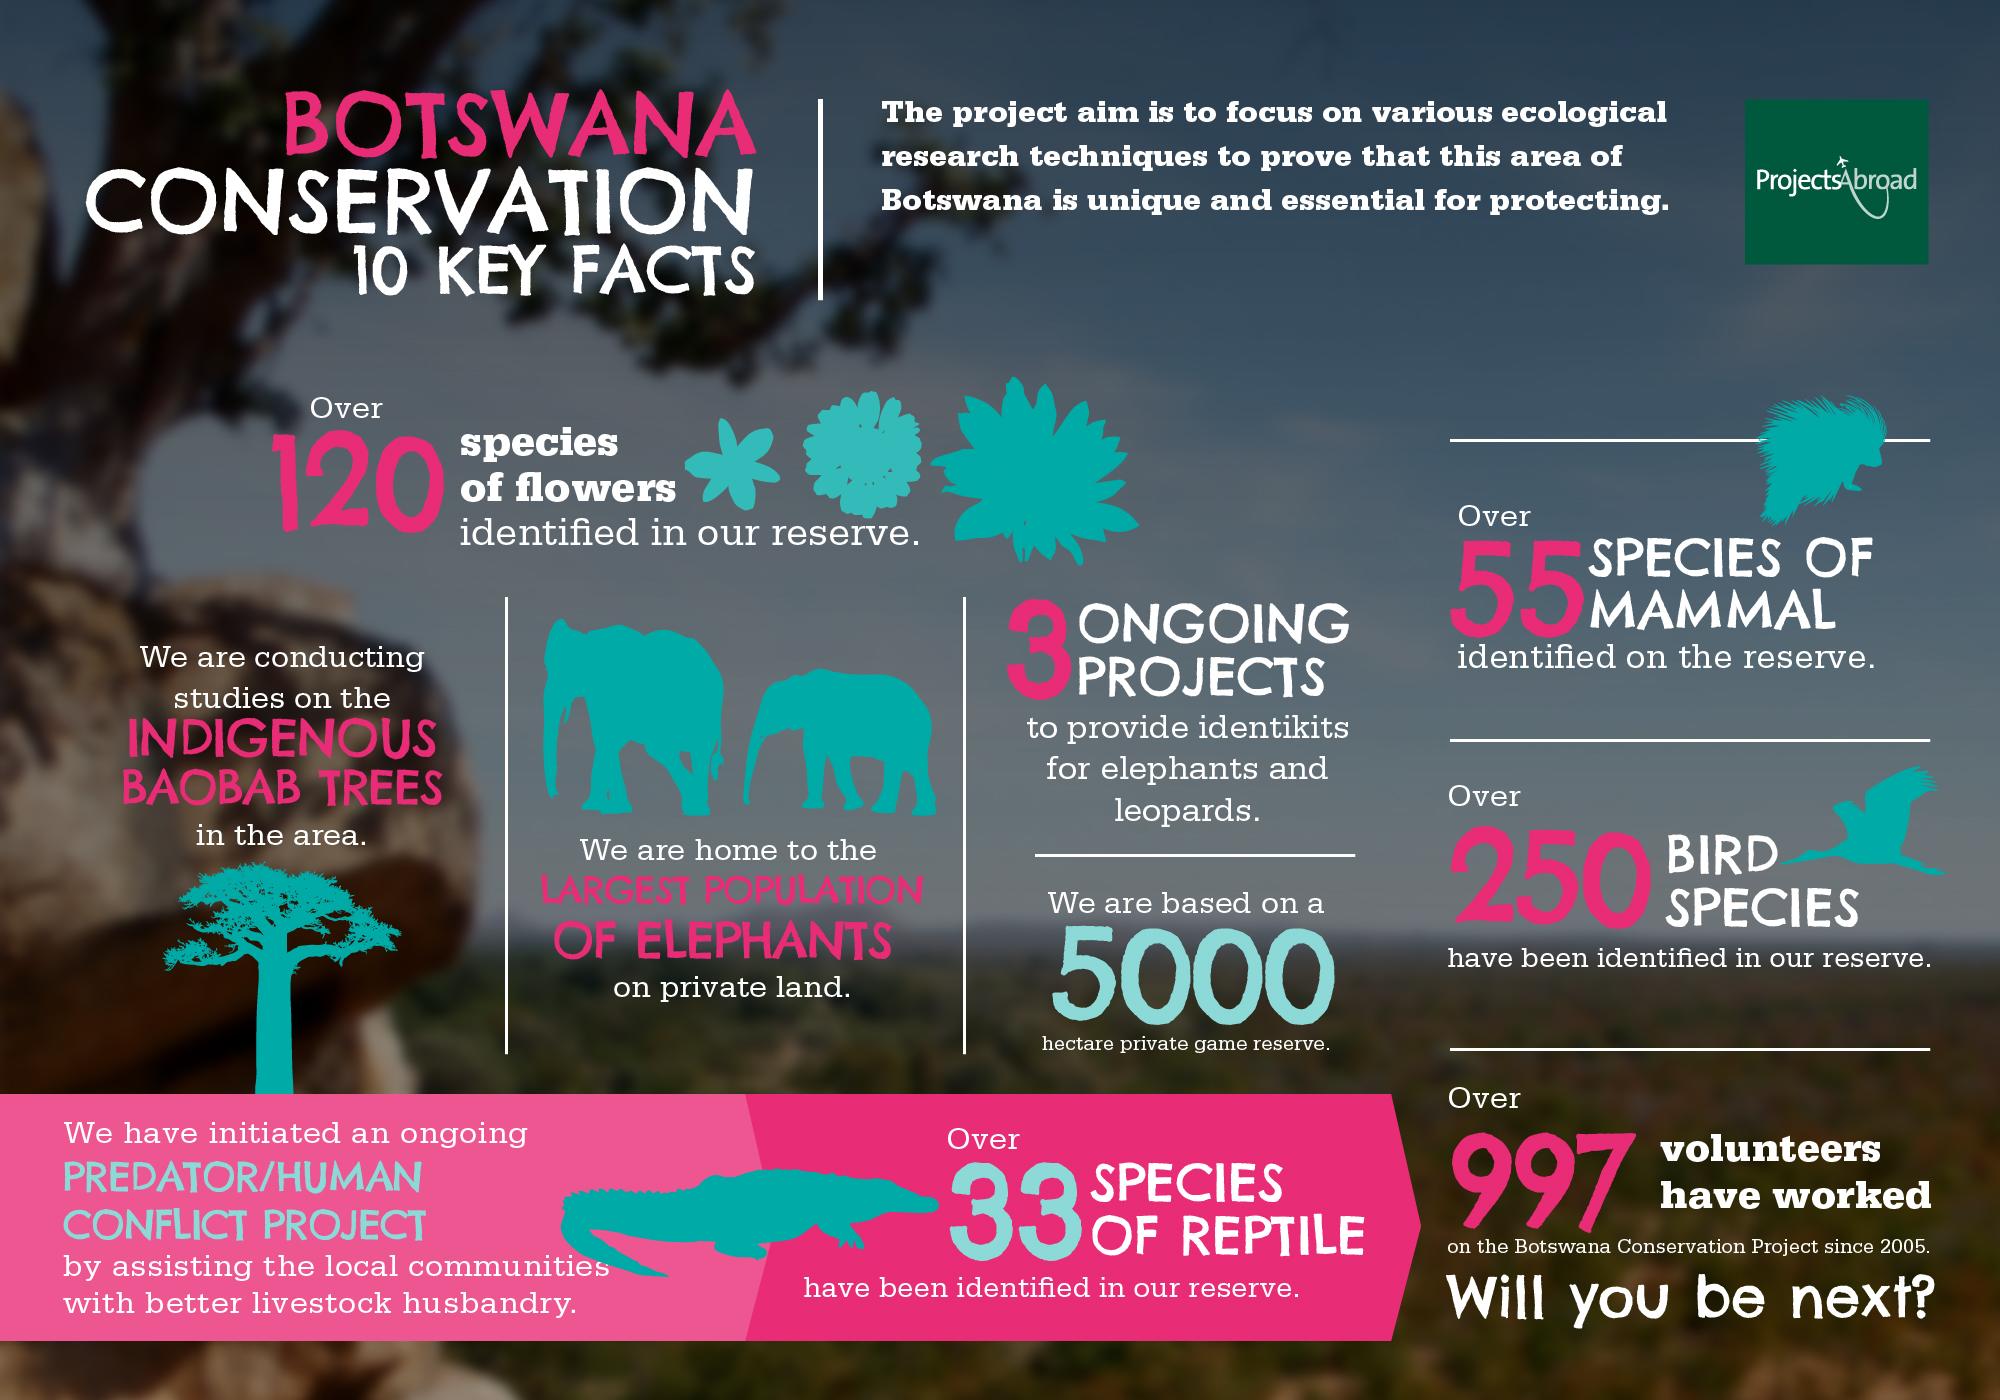 BOTSWANA
CONSERVATION
10 KEY FACTS
The project aim is to focus on various ecological
research techniques to prove that this area of
Botswana is unique and essential for protecting.
ProjectsAbroad
Over
120 species
of flowers
identified in our reserve.
We are conducting
studies on the
INDIGENOUS
BAOBAB TREES
in the area.
We are home to the
LARGEST POPULATION
OF ELEPHANTS
on private land.
3 ONGOING
PROJECTS
to provide identikits
for elephants and
leopards.
We are based on a
5000
hectare private game reserve.
Over
55 SPECIES OF
MAMMAL
identified on the reserve.
Over
250 BIRD
SPECIES
have been identified in our reserve.
We have initiated an ongoing
PREDATOR/HUMAN
CONFLICT PROJECT
by assisting the local communities
with better livestock husbandry.
Over
33 SPECIES
OF REPTILE
have been identified in our reserve.
Over
997 volunteers
have worked
on the Botswana Conservation Project since 2005.
Will you be next?